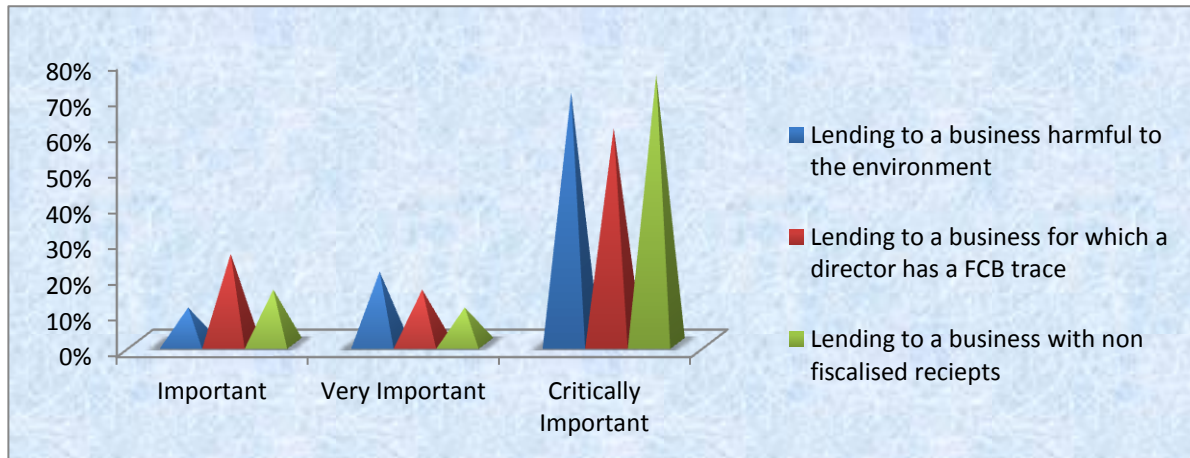 80%
70%
60%
50%
40%
30%
20%
10%
0%
Important
Very Important
Critically
Important
Lending to a business harmful to
the environment
Lending to a business for which a
director has a FCB trace
Lending to a business with non
fiscalised reciepts